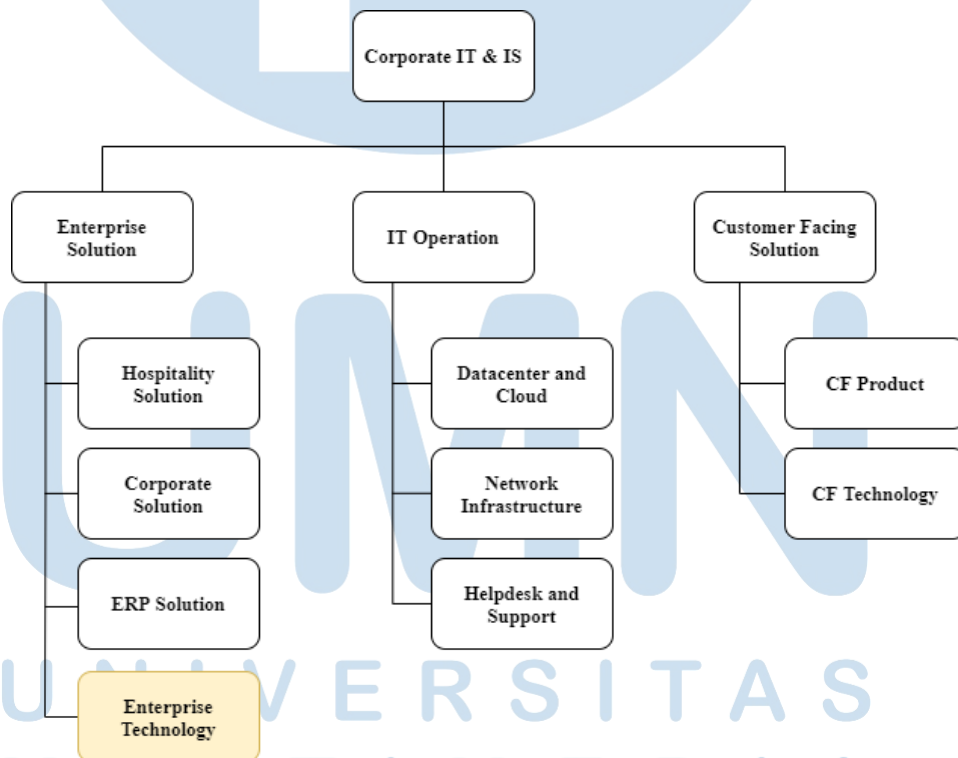 Corporate IT & IS
Enterprise
Solution
IT Operation
Customer Facing
Solution
Hospitality
Solution
Datacenter and
Cloud
CF Product
Corporate
Solution
Network
Infrastructure
CF Technology
ERP Solution
Helpdesk and
Support
Enterprise
Technology
UMN
UNIVERSITAS